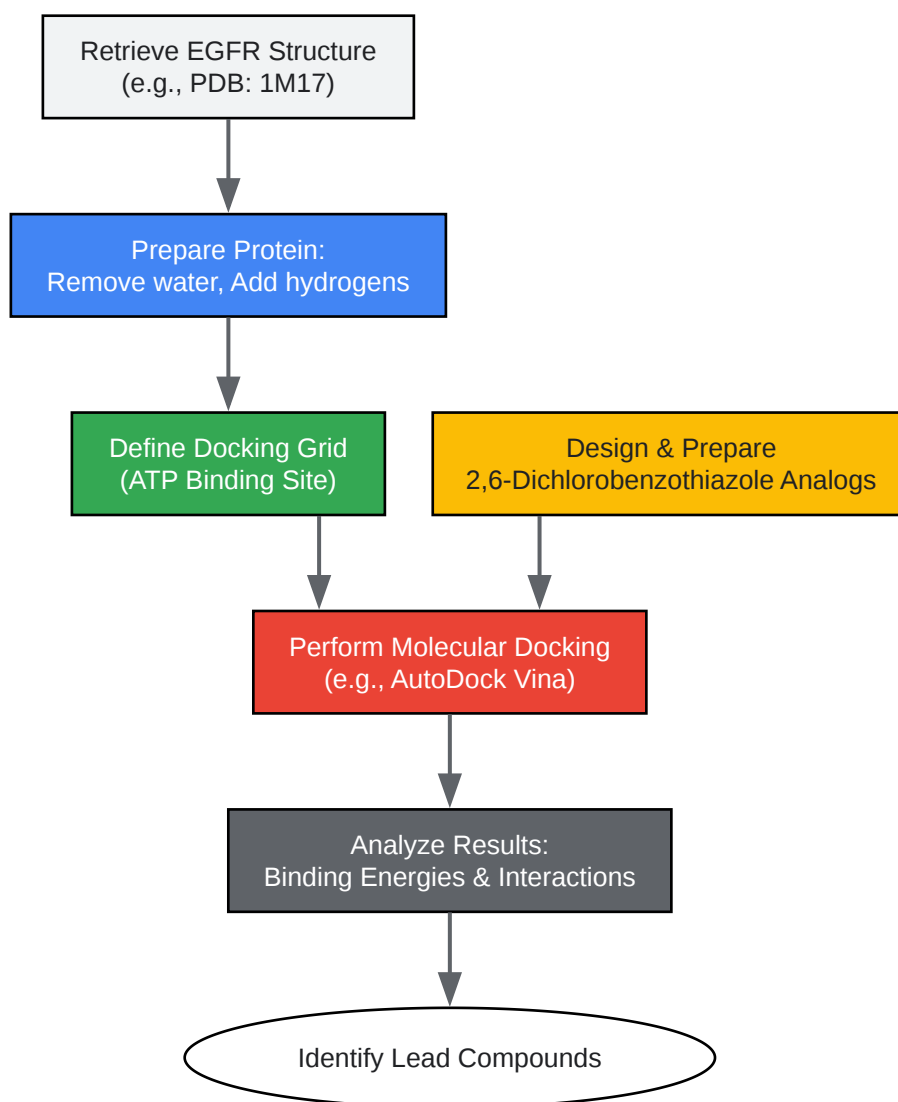 Retrieve EGFR Structure
(e.g., PDB: 1M17)
Prepare Protein:
Remove water, Add hydrogens
Define Docking Grid
(ATP Binding Site)
Design & Prepare
2,6-Dichlorobenzothiazole Analogs
Perform Molecular Docking
(e.g., AutoDock Vina)
Analyze Results:
Binding Energies & Interactions
Identify Lead Compounds